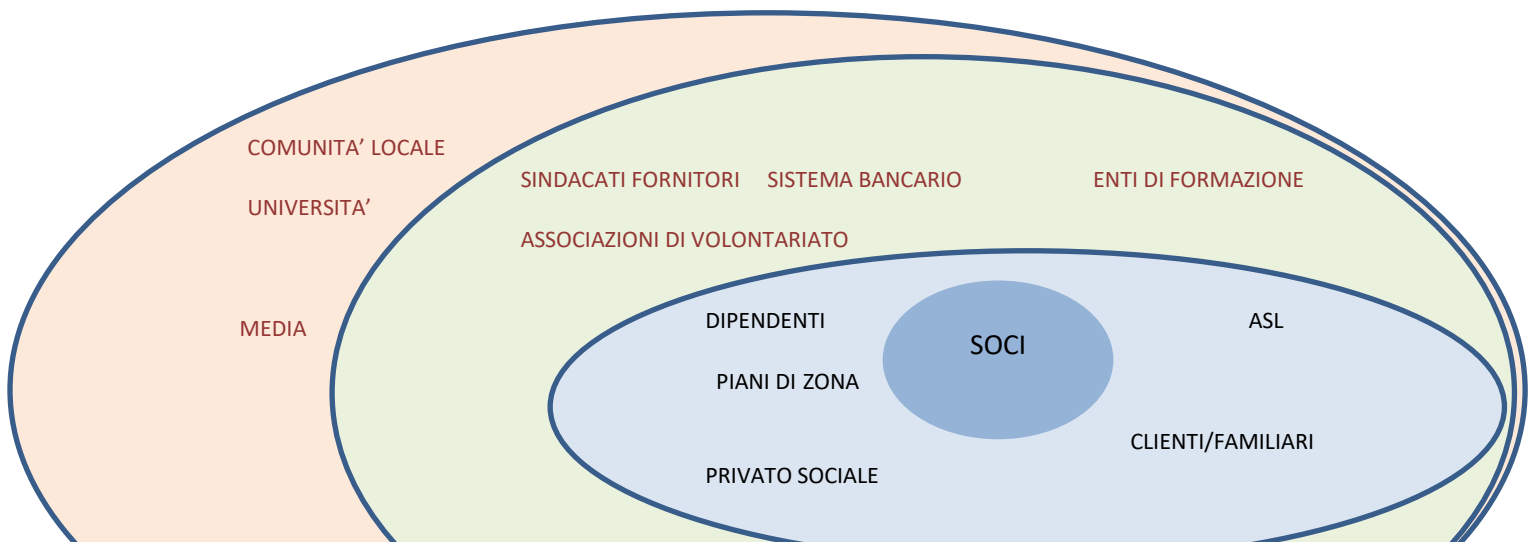 COMUNITA’ LOCALE
SINDACATI FORNITORI SISTEMA BANCARIO ENTI DI FORMAZIONE
UNIVERSITA’
ASSOCIAZIONI DI VOLONTARIATO
MEDIA
DIPENDENTI
ASL
SOCI
PIANI DI ZONA
CLIENTI/FAMILIARI
PRIVATO SOCIALE